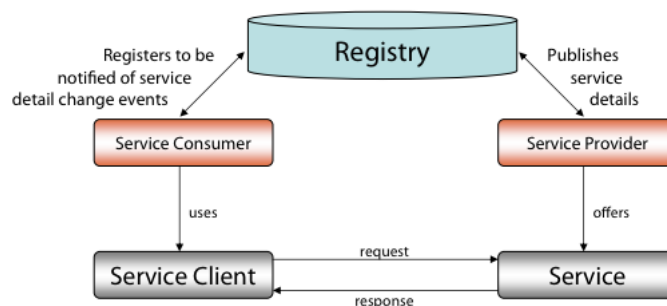 Registry
Registers to be
notified of service
detail change events
Publishes
service
details
Service Consumer
Service Provider
uses
offers
request
Service Client
Service
response